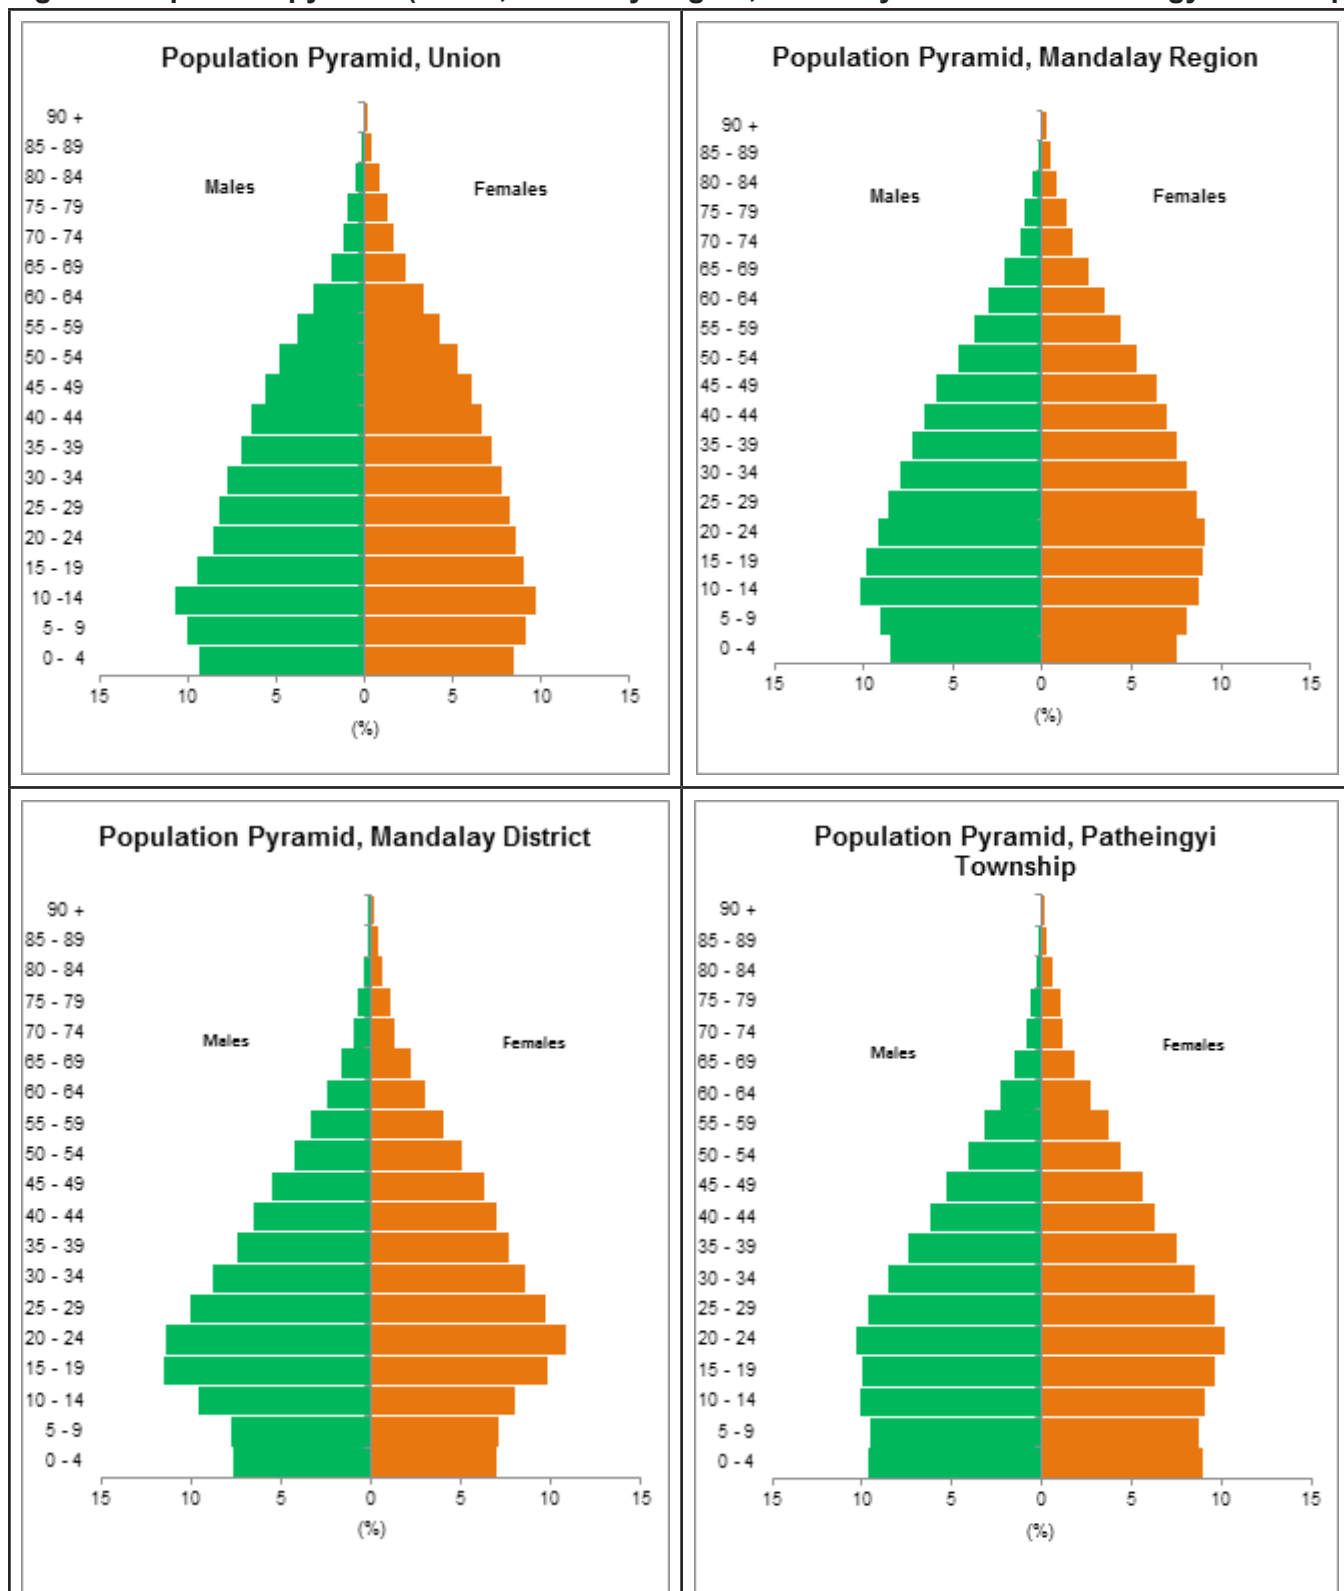 Population Pyramid, Union
90 +
85 - 89
80 - 84
75 - 79
70 - 74
65 - 69
60 - 64
55 - 59
50 - 54
45 - 49
40 - 44
35 - 39
30 - 34
25 - 29
20 - 24
15 - 19
10 -14
5 - 9
0 - 4
Males
Females
15 10 5 0 5 10 15
(%)
Population Pyramid, Mandalay Region
90 +
85 - 89
80 - 84
75 - 79
70 - 74
65 - 69
60 - 64
55 - 59
50 - 54
45 - 49
40 - 44
35 - 39
30 - 34
25 - 29
20 - 24
15 - 19
10 - 14
5 - 9
0 - 4
Males
Females
15 10 5 0 5 10 15
(%)
Population Pyramid, Mandalay District
90 +
85 - 89
80 - 84
75 - 79
70 - 74
65 - 69
60 - 64
55 - 59
50 - 54
45 - 49
40 - 44
35 - 39
30 - 34
25 - 29
20 - 24
15 - 19
10 - 14
5 - 9
0 - 4
Males
Females
15 10 5 0 5 10 15
(%)
Population Pyramid, Patheingyi
Township
90 +
85 - 89
80 - 84
75 - 79
70 - 74
65 - 69
60 - 64
55 - 59
50 - 54
45 - 49
40 - 44
35 - 39
30 - 34
25 - 29
20 - 24
15 - 19
10 - 14
5 - 9
0 - 4
Males
Females
15 10 5 0 5 10 15
(%)